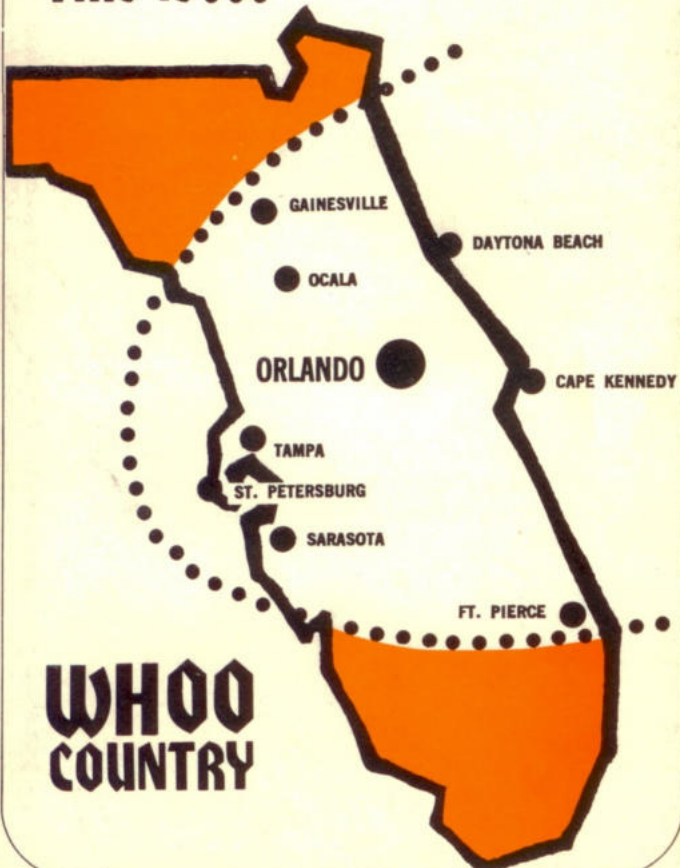 GAINESVILLE
DAYTONA BEACH
OCALA
ORLANDO
CAPE KENNEDY
TAMPA
ST. PETERSBURG
SARASOTA
FT. PIERCE
WHOO
COUNTRY